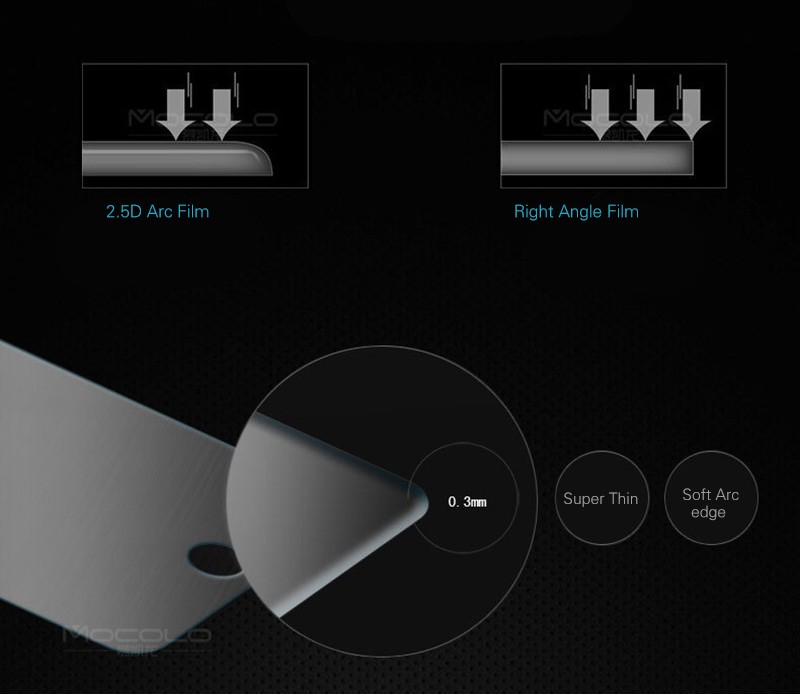 MOCOLO
MOCOLO
2.5D Arc Film
Right Angle Film
0.3mm
Super Thin
Soft Arc
edge
MOCOLO